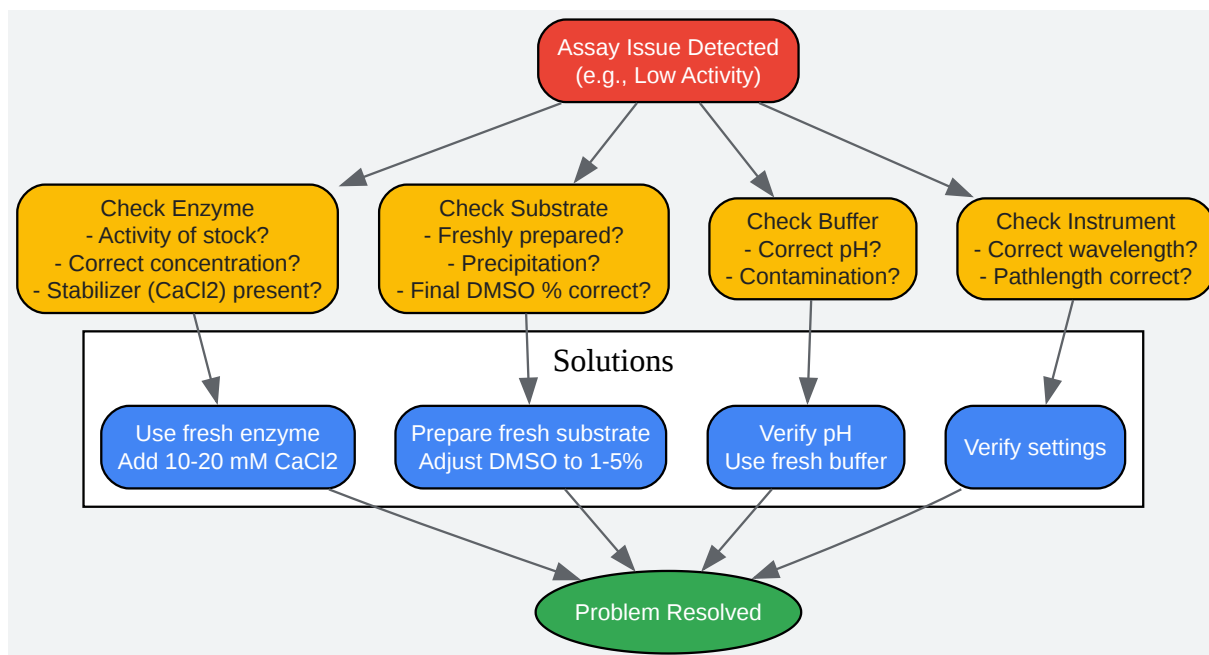 Assay Issue Detected
(e.g., Low Activity)
Check Enzyme
- Activity of stock?
- Correct concentration?
- Stabilizer (CaCl2) present?
Check Substrate
- Freshly prepared?
- Precipitation?
- Final DMSO % correct?
Check Buffer
- Correct pH?
- Contamination?
Check Instrument
- Correct wavelength?
- Pathlength correct?
Solutions
Use fresh enzyme
Add 10-20 mM CaCl2
Prepare fresh substrate
Adjust DMSO to 1-5%
Verify pH
Use fresh buffer
Verify settings
Problem Resolved